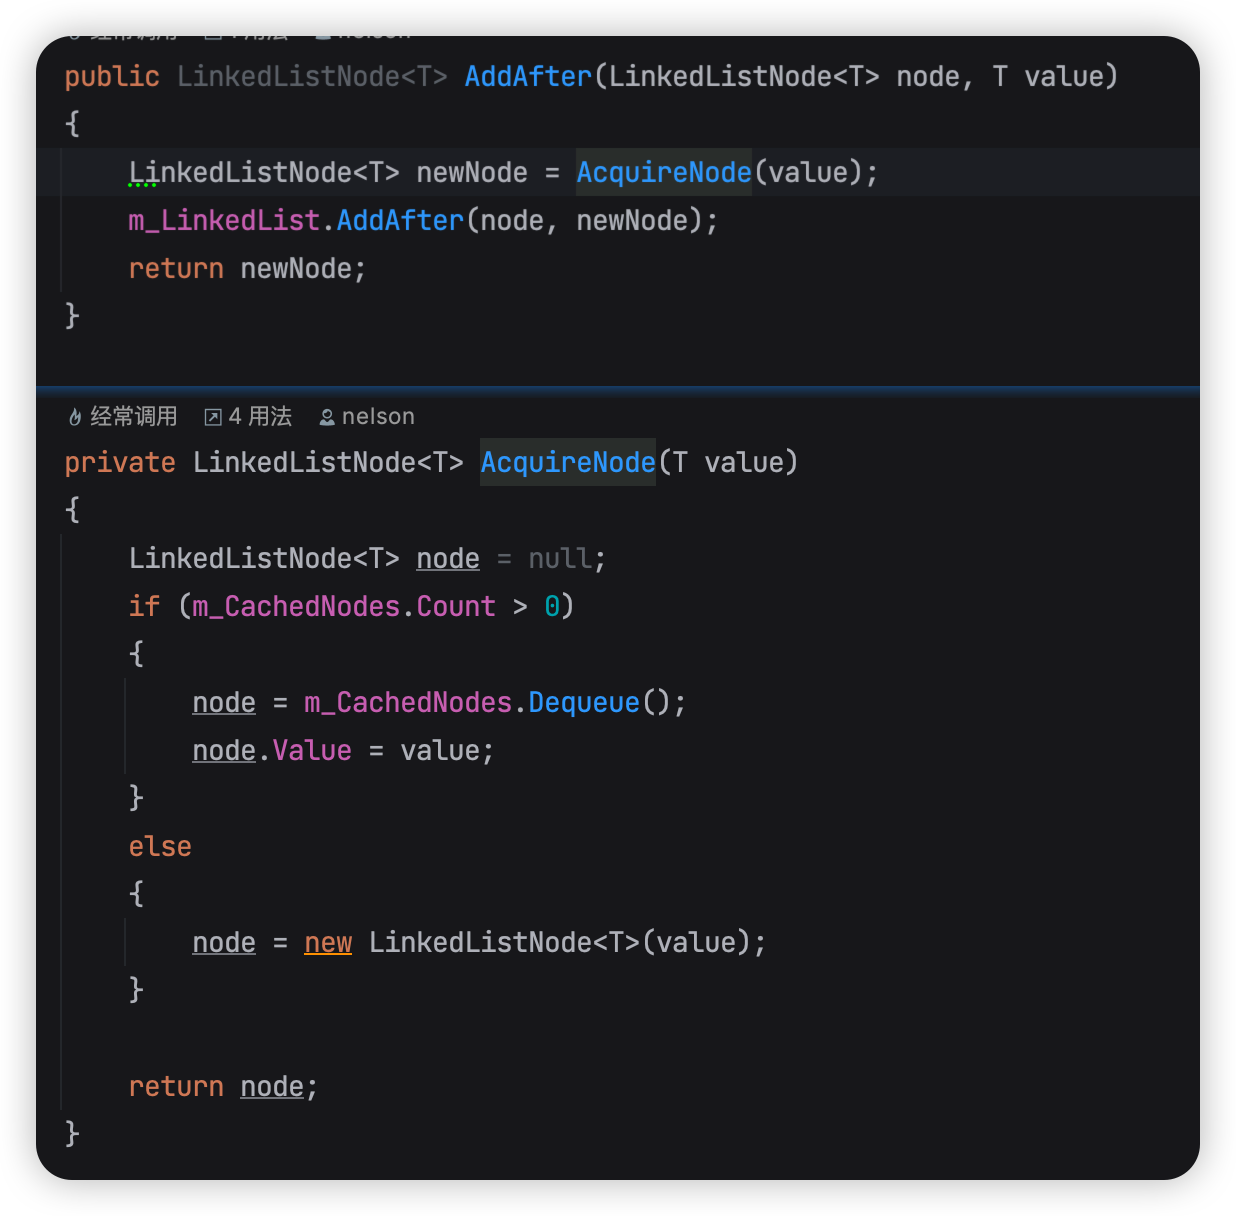 public LinkedListNode<T> AddAfter(LinkedListNode<T> node, T value)
{
    LinkedListNode<T> newNode = AcquireNode(value);
    m_LinkedList.AddAfter(node, newNode);
    return newNode;
}
经常调用 4 用法 nelson
private LinkedListNode<T> AcquireNode(T value)
{
    LinkedListNode<T> node = null;
    if (m_CachedNodes.Count > 0)
    {
        node = m_CachedNodes.Dequeue();
        node.Value = value;
    }
    else
    {
        node = new LinkedListNode<T>(value);
    }
    return node;
}